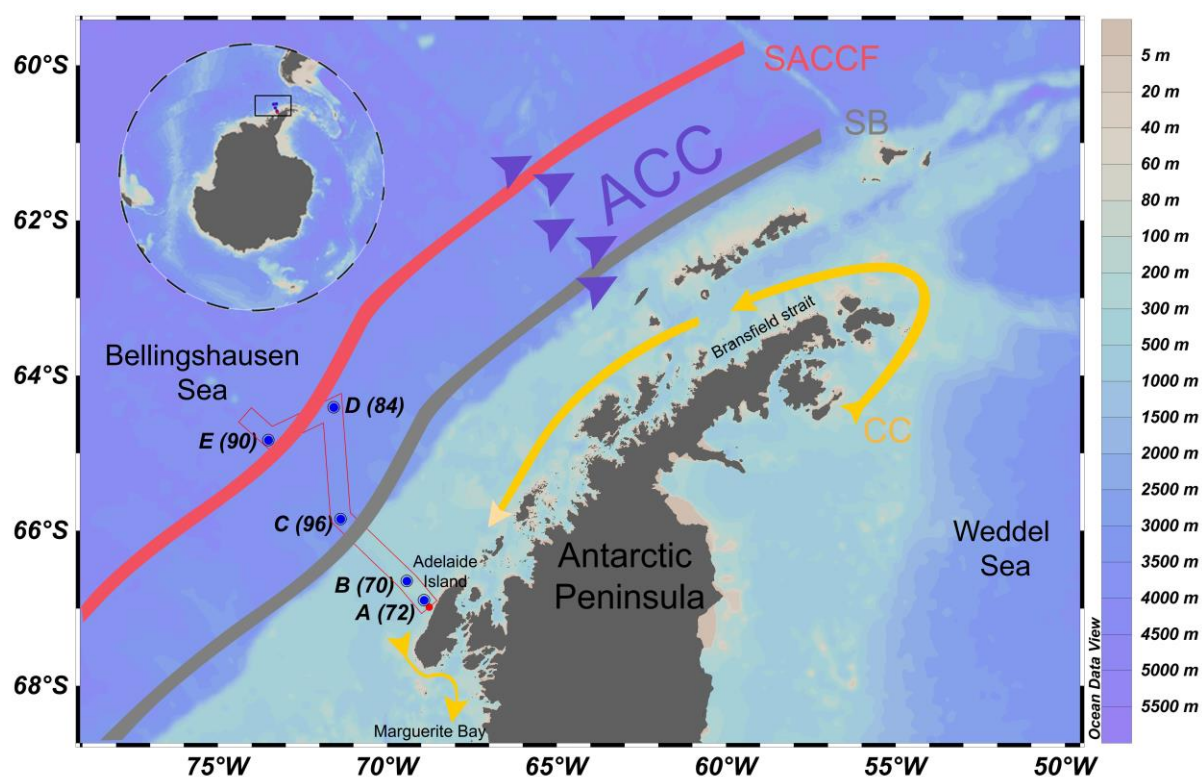 60°S
62°S
64°S
66°S
68°S
75°W
70°W
65°W
60°W
55°W
50°W
SACCF
SB
ACC
Bransfield strait
Bellingshausen
Sea
D (84)
E (90)
CC
C (96)
Adelaide
Island
B (70)
A (72)
Antarctic
Peninsula
Weddel
Sea
Marguerite Bay
Ocean Data View
5 m
20 m
40 m
60 m
80 m
100 m
200 m
300 m
500 m
1000 m
1500 m
2000 m
2500 m
3000 m
3500 m
4000 m
4500 m
5000 m
5500 m